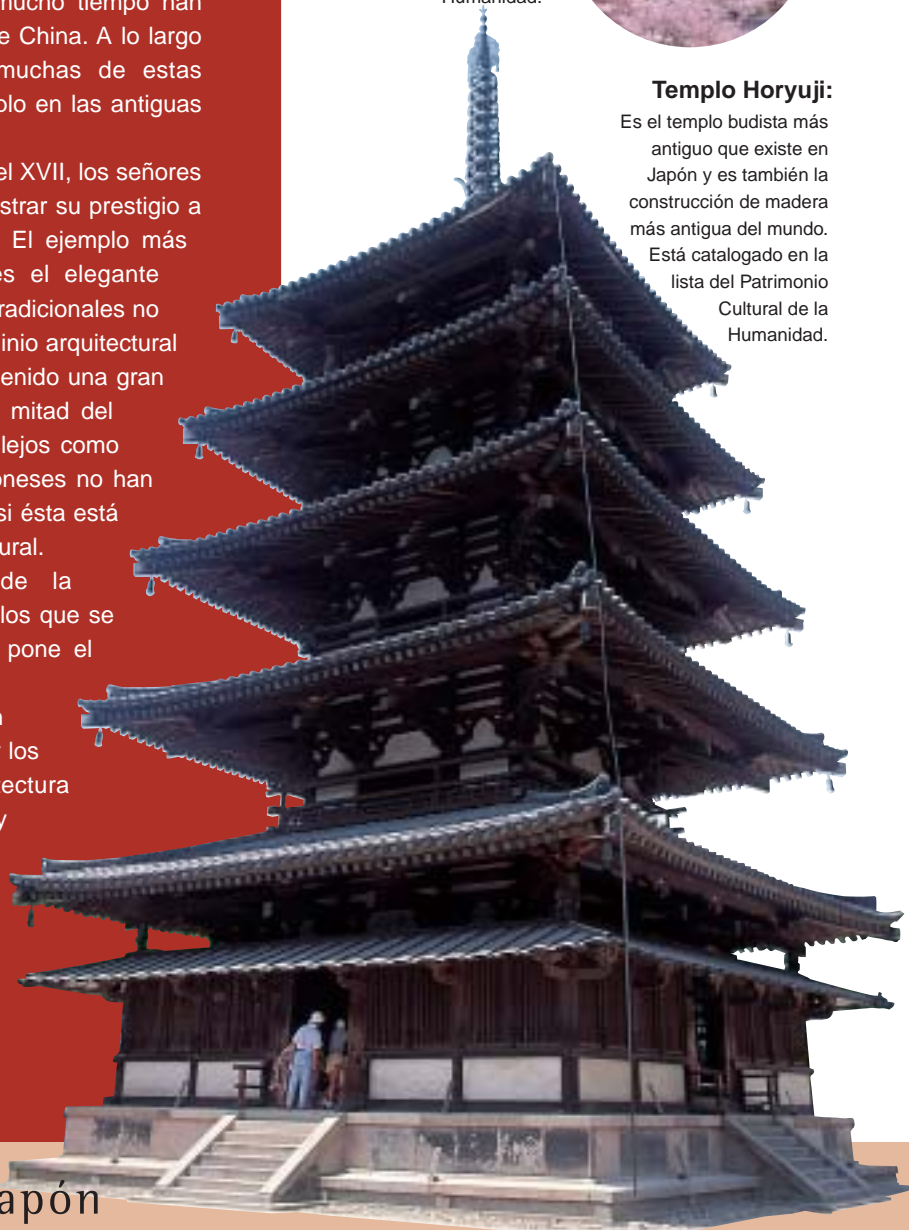 mucho tiempo han
e China. A lo largo
muchas de estas
olo en las antiguas
el XVII, los señores
strar su prestigio a
El ejemplo más
es el elegante
radicionales no
inio arquitectural
enido una gran
mitad del
lejos como
oneses no han
si ésta está
ural.
de la
los que se
pone el
los
tectura
y
Humanidad.
Templo Horyuji:
Es el templo budista más
antiguo que existe en
Japón y es también la
construcción de madera
más antigua del mundo.
Está catalogado en la
lista del Patrimonio
Cultural de la
Humanidad.
apón